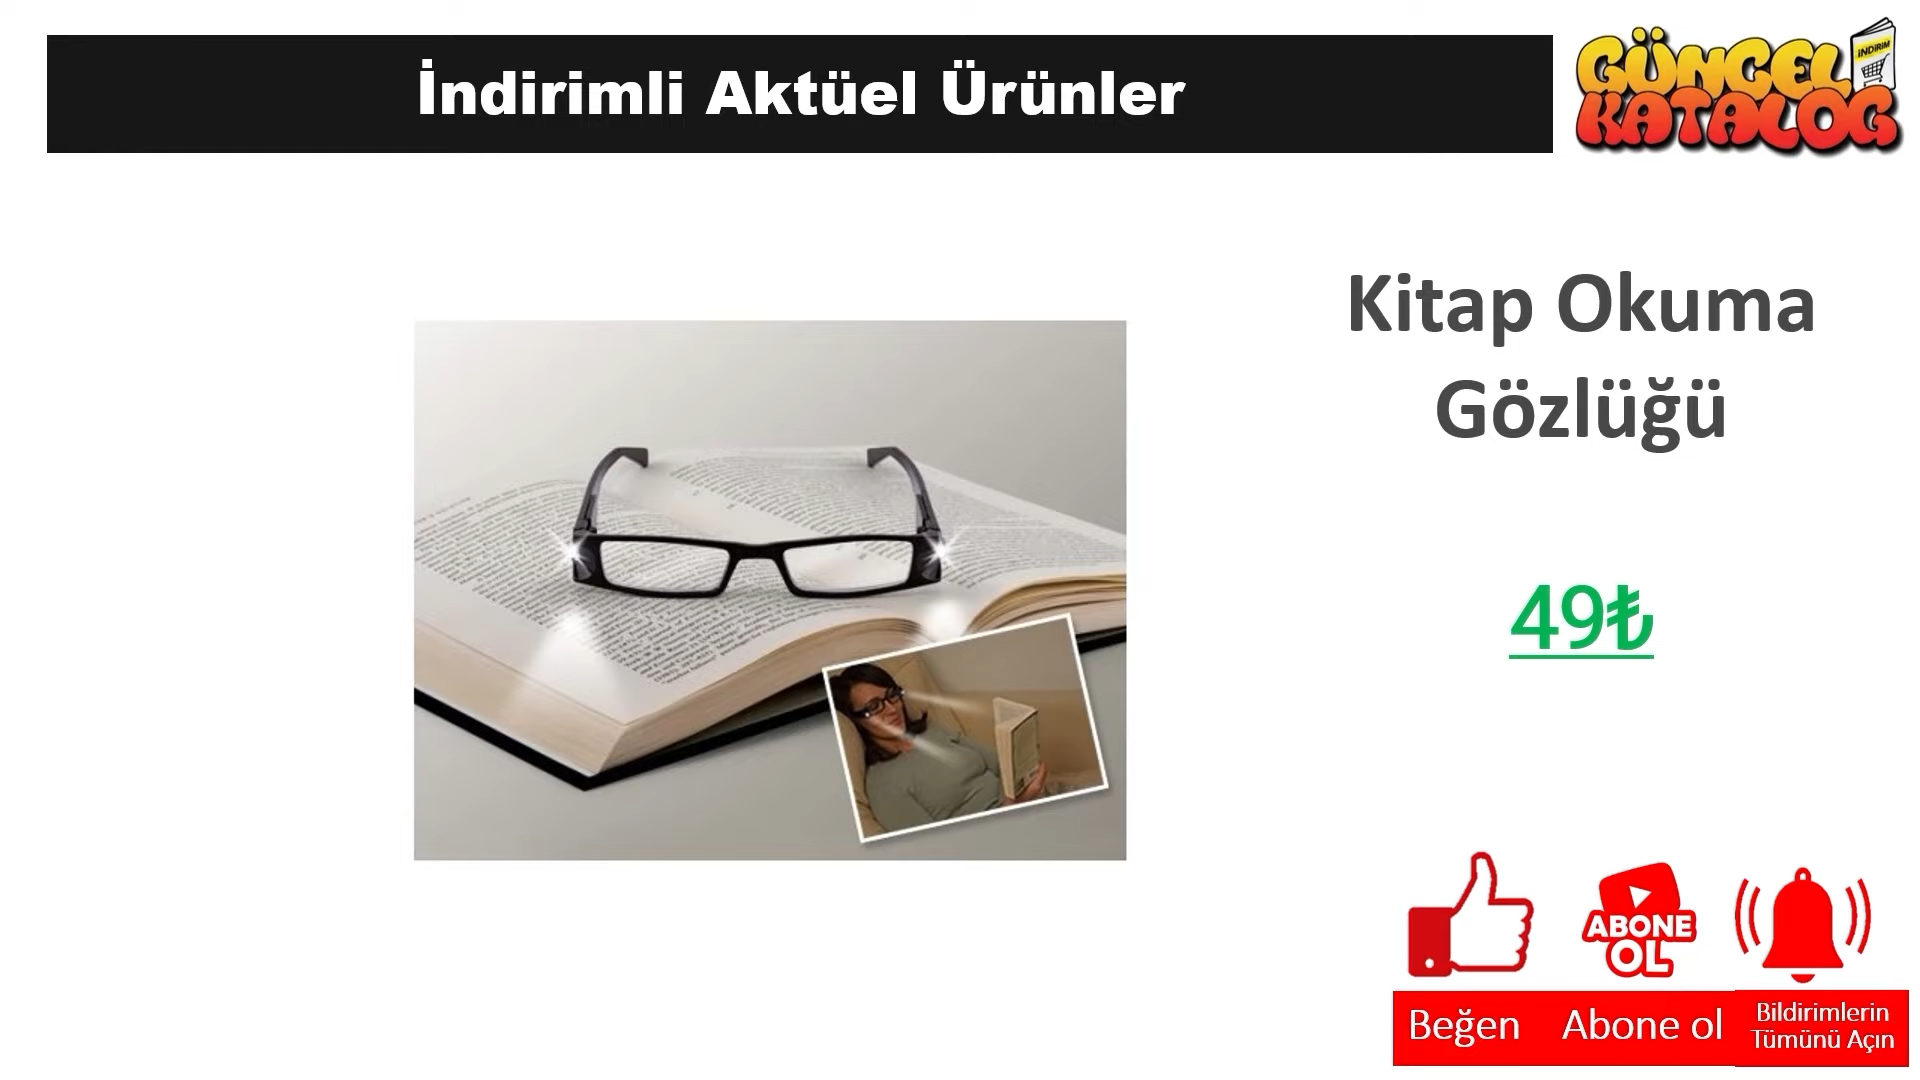 İndirimli Aktüel Ürünler
GÜNCEL
KATALOG
İNDİRİM
Kitap Okuma
Gözlüğü
49₺
ABONE
OL
Beğen
Abone ol
Bildirimlerin
Tümünü Açın